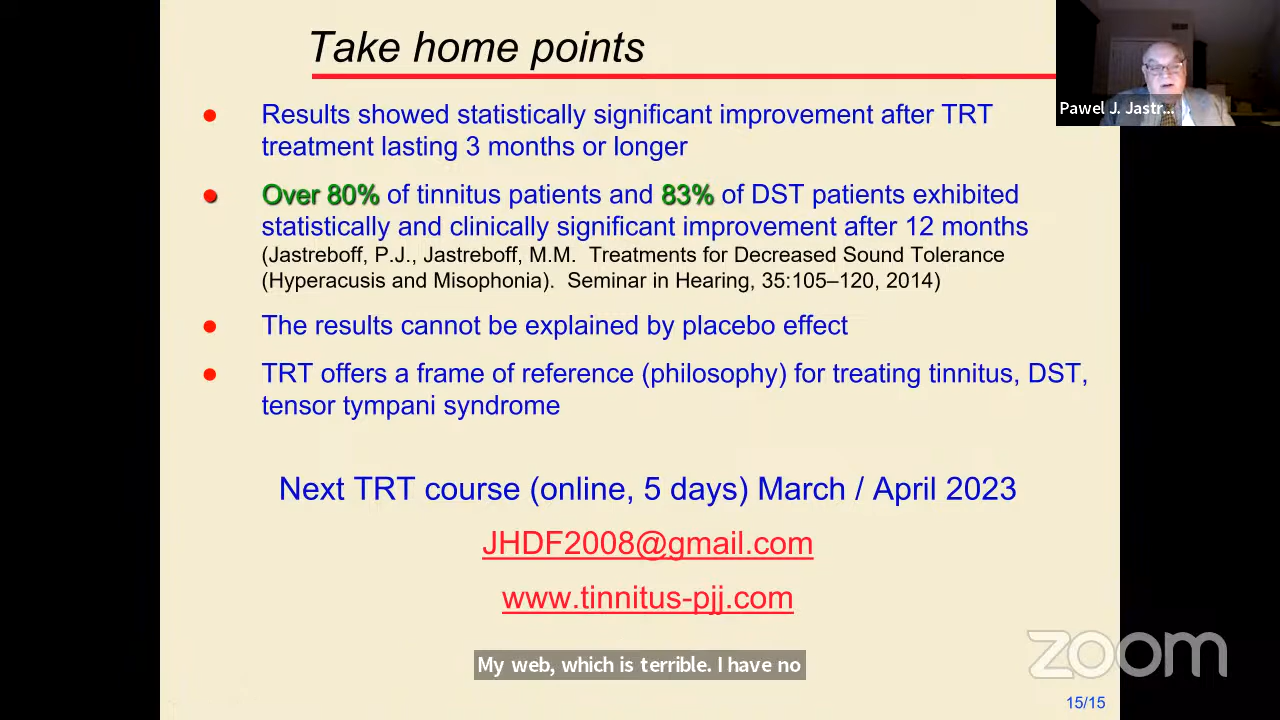 Take home points
Pawel J. Jastr...
Results showed statistically significant improvement after TRT
treatment lasting 3 months or longer
Over 80% of tinnitus patients and 83% of DST patients exhibited
statistically and clinically significant improvement after 12 months
(Jastreboff, P.J., Jastreboff, M.M. Treatments for Decreased Sound Tolerance
(Hyperacusis and Misophonia). Seminar in Hearing, 35:105–120, 2014)
The results cannot be explained by placebo effect
TRT offers a frame of reference (philosophy) for treating tinnitus, DST,
tensor tympani syndrome
Next TRT course (online, 5 days) March / April 2023
JHDF2008@gmail.com
www.tinnitus-pjj.com
My web, which is terrible. I have no
zoom
15/15